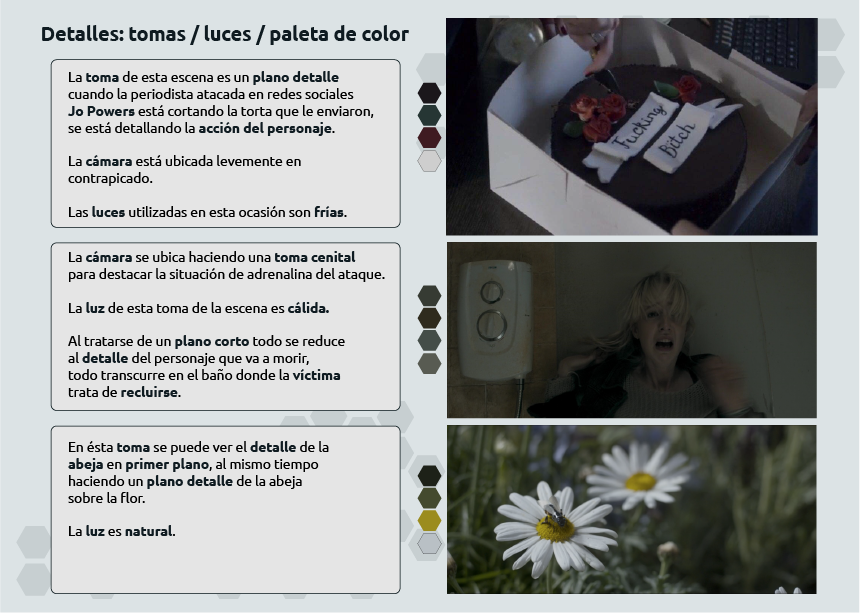 Detalles: tomas / luces / paleta de color
La toma de esta escena es un plano detalle
cuando la periodista atacada en redes sociales
Jo Powers está cortando la torta que le enviaron,
se está detallando la acción del personaje.
La cámara está ubicada levemente en
contrapicado.
Las luces utilizadas en esta ocasión son frías.
Fucking
Bitch
La cámara se ubica haciendo una toma cenital
para destacar la situación de adrenalina del ataque.
La luz de esta toma de la escena es cálida.
Al tratarse de un plano corto todo se reduce
al detalle del personaje que va a morir,
todo transcurre en el baño donde la víctima
trata de recluirse.
En ésta toma se puede ver el detalle de la
abeja en primer plano, al mismo tiempo
haciendo un plano detalle de la abeja
sobre la flor.
La luz es natural.